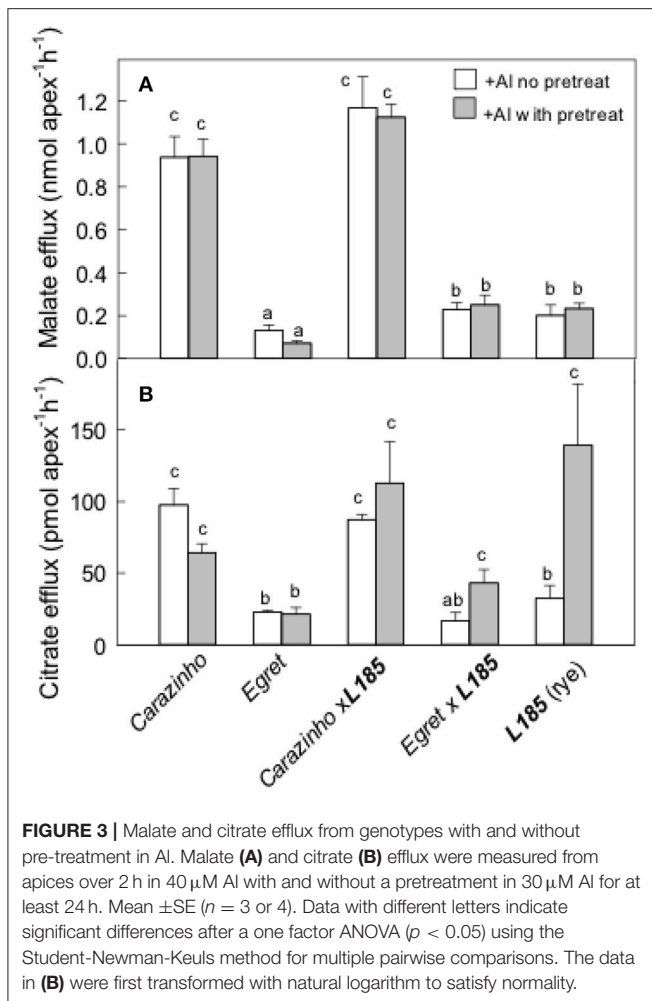 A
+Al no pretreat
+Al with pretreat
Malate efflux (nmol apex⁻¹h⁻¹)
1.2
1.0
0.8
0.6
0.4
0.2
0.0
c c
a a
c c
b b
b b
B
Citrate efflux (pmol apex⁻¹h⁻¹)
150
100
50
0
c c
b b
c c
ab c
b c
Carazinho
Egret
Carazinho x L185
Egret x L185
L185 (rye)
FIGURE 3 | Malate and citrate efflux from genotypes with and without
pre-treatment in Al. Malate (A) and citrate (B) efflux were measured from
apices over 2 h in 40 μM Al with and without a pretreatment in 30 μM Al for at
least 24 h. Mean ±SE (n = 3 or 4). Data with different letters indicate
significant differences after a one factor ANOVA (p < 0.05) using the
Student-Newman-Keuls method for multiple pairwise comparisons. The data
in (B) were first transformed with natural logarithm to satisfy normality.